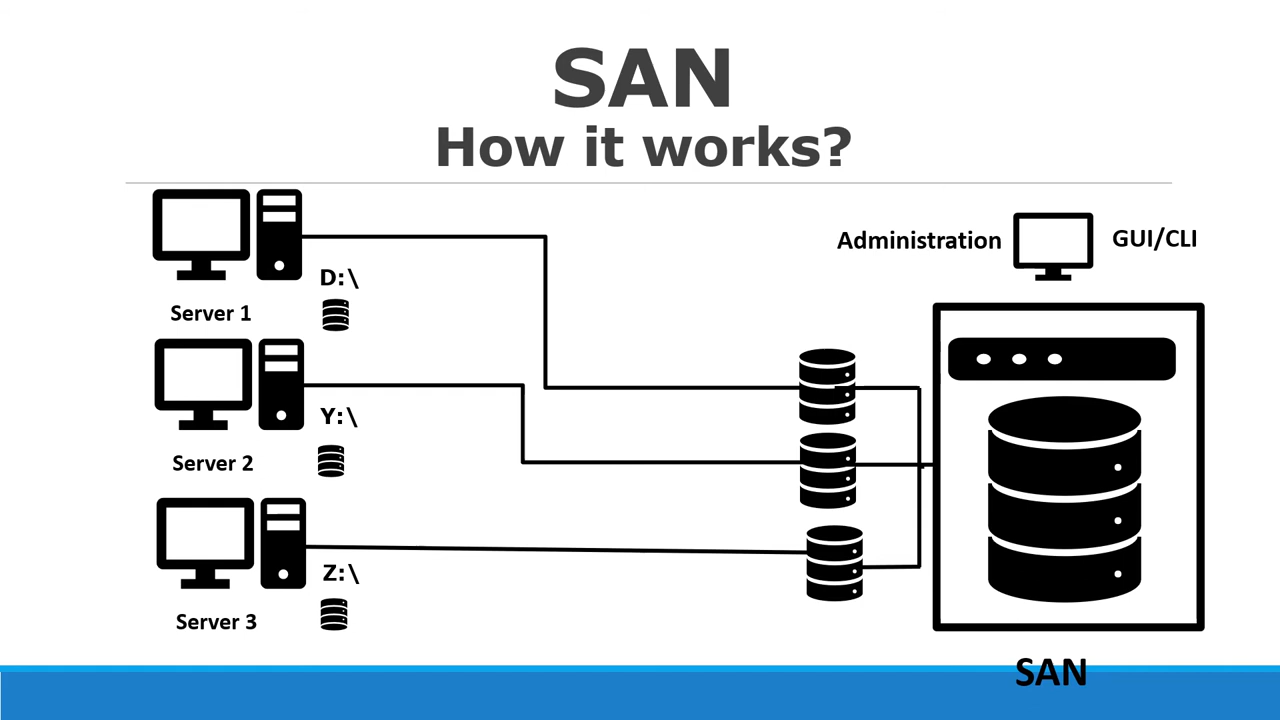 SAN
How it works?
Administration
GUI/CLI
D:\
Server 1
Y:\
Server 2
Z:\
Server 3
SAN